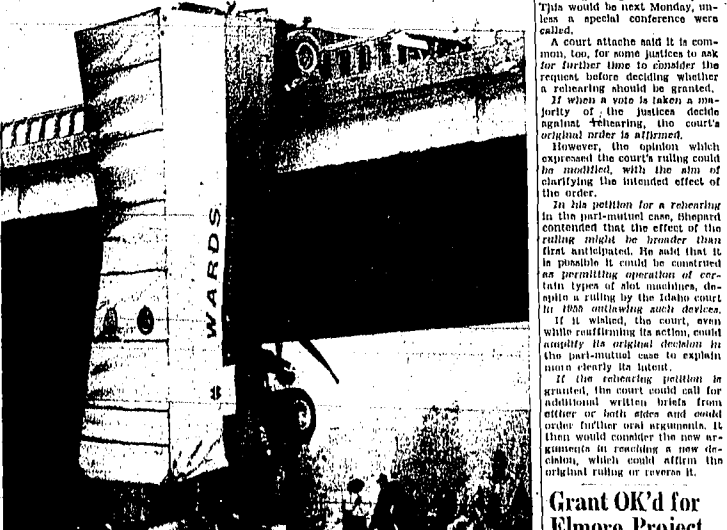 WARDS
8
This would be next Monday, un-
less a special conference were
called.
A court attache said it is com-
mon, too, for some justices to ask
for further time to consider the
request before deciding whether
a rehearing should be granted.
If when a vote is taken a ma-
jority of the justices decide
against rehearing, the court's
original order is affirmed.
However, the opinion which
expressed the court's ruling could
be modified, with the aim of
clarifying the intended effect of
the order.
In his petition for a rehearing
in the pari-mutuel case, Shepard
contended that the effect of the
ruling might be broader than
first anticipated. He said that it
is possible it could be construed
as permitting operation of cer-
tain types of slot machines, de-
spite a ruling by the Idaho court
in 1955 outlawing such devices.
If it wished, the court, even
while reaffirming its action, could
amplify its original decision in
the pari-mutuel case to explain
more clearly its intent.
If the rehearing petition is
granted, the court could call for
additional written briefs from
either or both sides and could
order further oral arguments. It
then would consider the new ar-
guments in reaching a new de-
cision, which could affirm the
original ruling or reverse it.
Grant OK'd for
Elmore Project